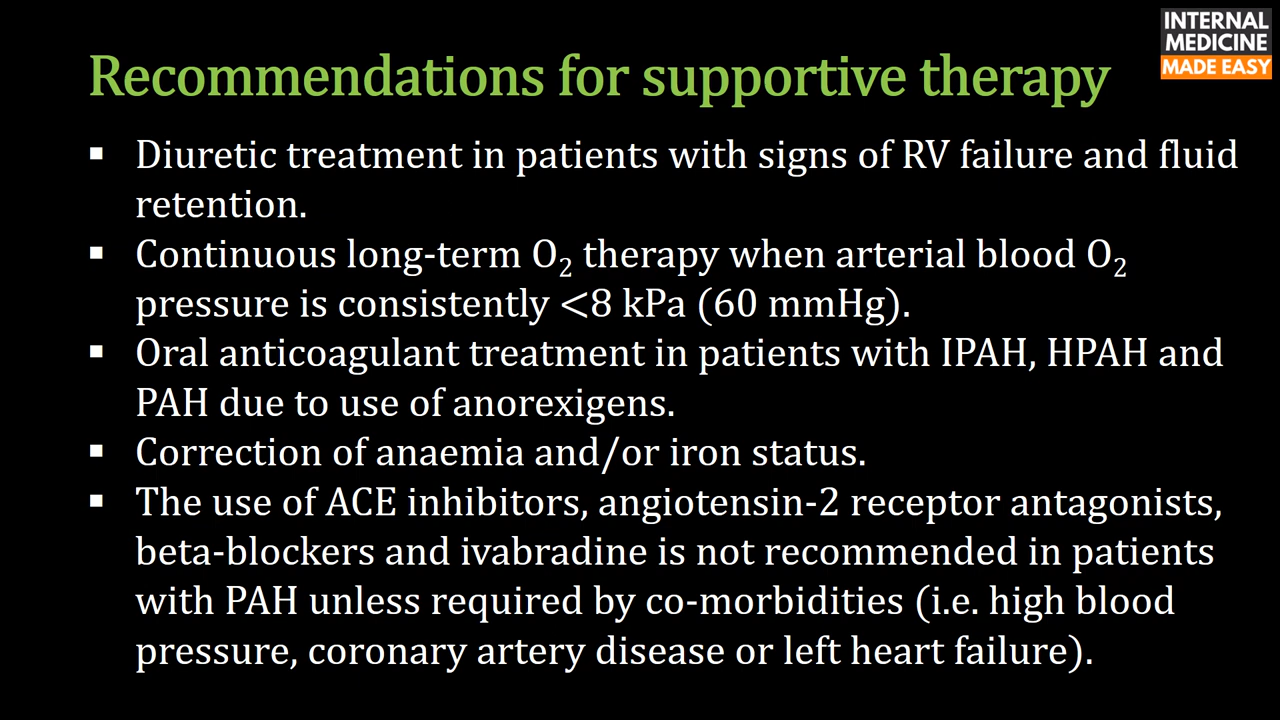 INTERNAL
MEDICINE
MADE EASY
Recommendations for supportive therapy
▪ Diuretic treatment in patients with signs of RV failure and fluid
retention.
▪ Continuous long-term O₂ therapy when arterial blood O₂
pressure is consistently <8 kPa (60 mmHg).
▪ Oral anticoagulant treatment in patients with IPAH, HPAH and
PAH due to use of anorexigens.
▪ Correction of anaemia and/or iron status.
▪ The use of ACE inhibitors, angiotensin-2 receptor antagonists,
beta-blockers and ivabradine is not recommended in patients
with PAH unless required by co-morbidities (i.e. high blood
pressure, coronary artery disease or left heart failure).